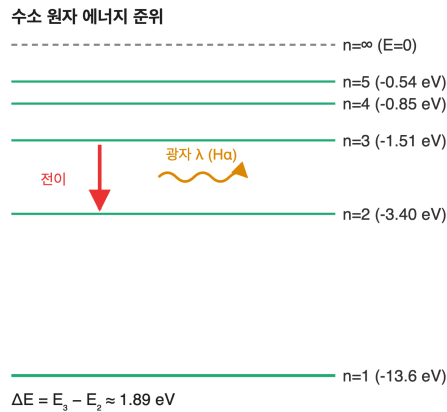 수소 원자 에너지 준위
n=∞ (E=0)
n=5 (-0.54 eV)
n=4 (-0.85 eV)
n=3 (-1.51 eV)
광자 λ (Hα)
전이
n=2 (-3.40 eV)
n=1 (-13.6 eV)
ΔE = E₃ − E₂ ≈ 1.89 eV